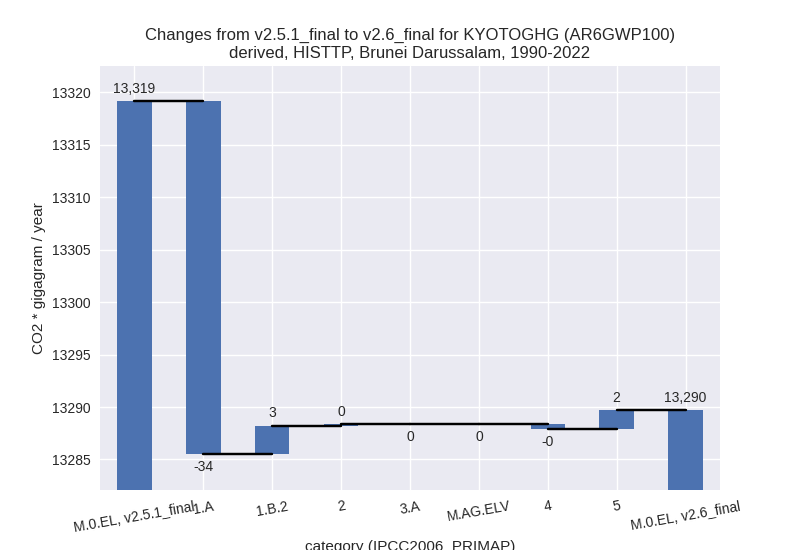 Changes from v2.5.1_final to v2.6_final for KYOTOGHG (AR6GWP100)
derived, HISTTP, Brunei Darussalam, 1990-2022
CO2 * gigagram / year
13320
13315
13310
13305
13300
13295
13290
13285
13,319
-34
3
0
0
0
-0
2
13,290
M.0.EL, v2.5.1_final
1.A
1.B.2
2
3.A
M.AG.ELV
4
5
M.0.EL, v2.6_final
category (IPCC2006_PRIMAP)